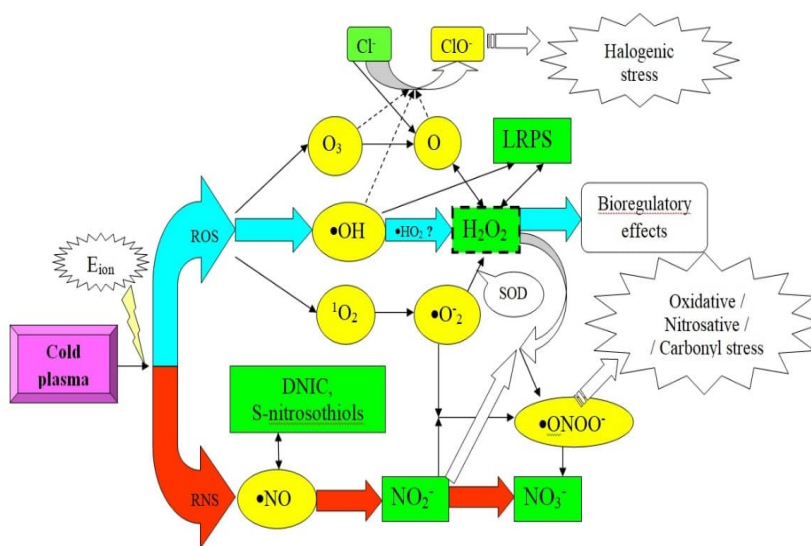 Cl⁻
ClO⁻
Halogenic
stress
O₃
O
LRPS
ROS
●OH
●HO₂ ?
H₂O₂
Bioregulatory
effects
Eion
¹O₂
●O⁻₂
SOD
Oxidative /
Nitrosative /
/ Carbonyl stress
Cold
plasma
DNIC,
S-nitrosothiols
●ONOO⁻
RNS
●NO
NO₂⁻
NO₃⁻